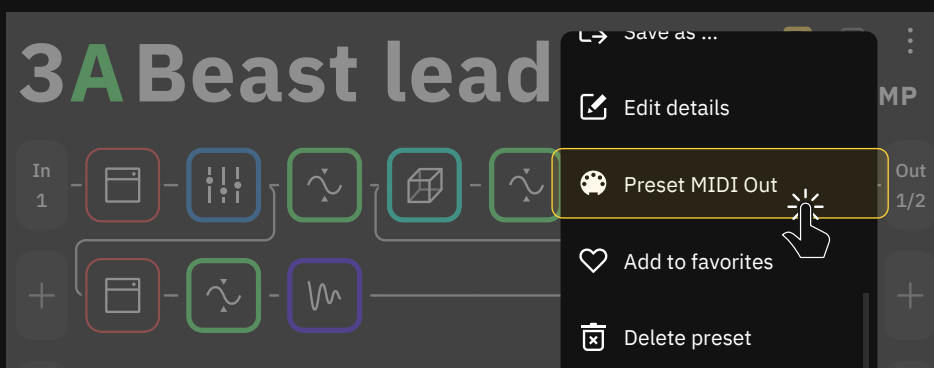 3A Beast lead
Save as ...
MP
Edit details
In
1
Preset MIDI Out
Out
1/2
Add to favorites
Delete preset